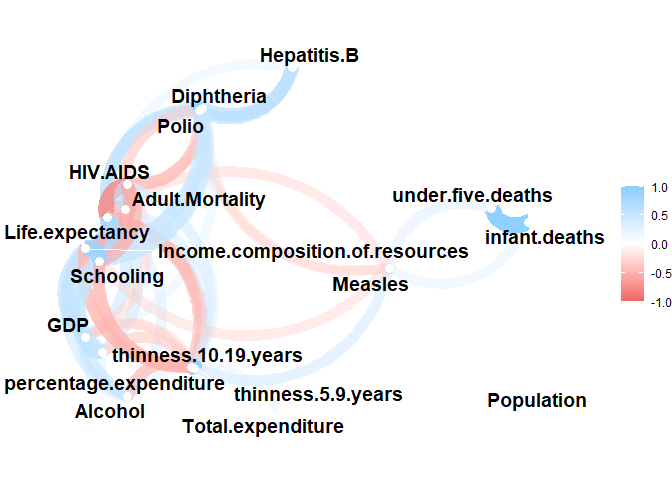 Hepatitis.B
Diphtheria
Polio
HIV.AIDS
Adult.Mortality
under.five.deaths
Life.expectancy
infant.deaths
Income.composition.of.resources
Schooling
Measles
GDP
thinness.10.19.years
percentage.expenditure
thinness.5.9.years
Population
Alcohol
Total.expenditure
1.0
0.5
0.0
-0.5
-1.0